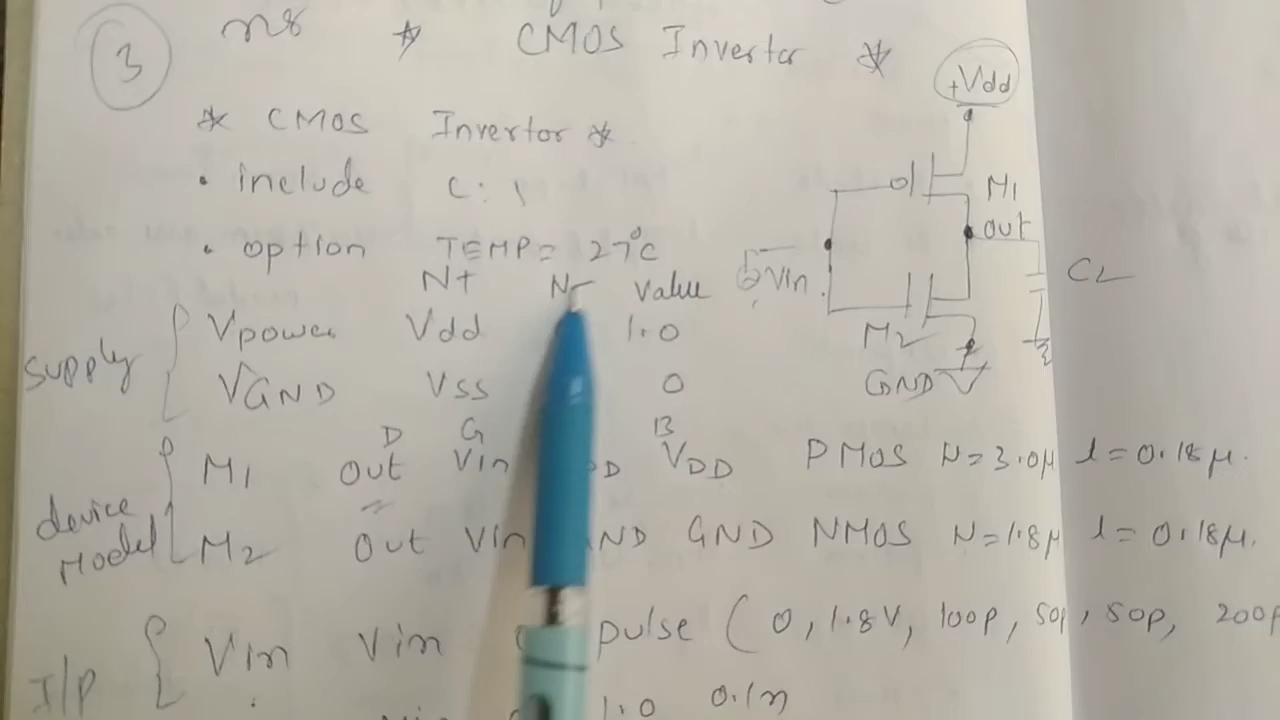 3
* CMOS Invertor *
* CMOS Invertor *
. include C:\
. option TEMP= 27°C
N+ N- Value
supply
Vpower Vdd 1.0
VGND VSS 0
D G B
device Model
M1 out Vin VDD PMOS W=3.0μ l=0.18μ.
M2 out Vin GND NMOS W=1.8μ l=0.18μ.
I/P
Vin Vin pulse (0, 1.8V, 100p, 50p, 50p, 200p
1.0 0.1n
+Vdd
M1
out
Vin
CL
M2
GND